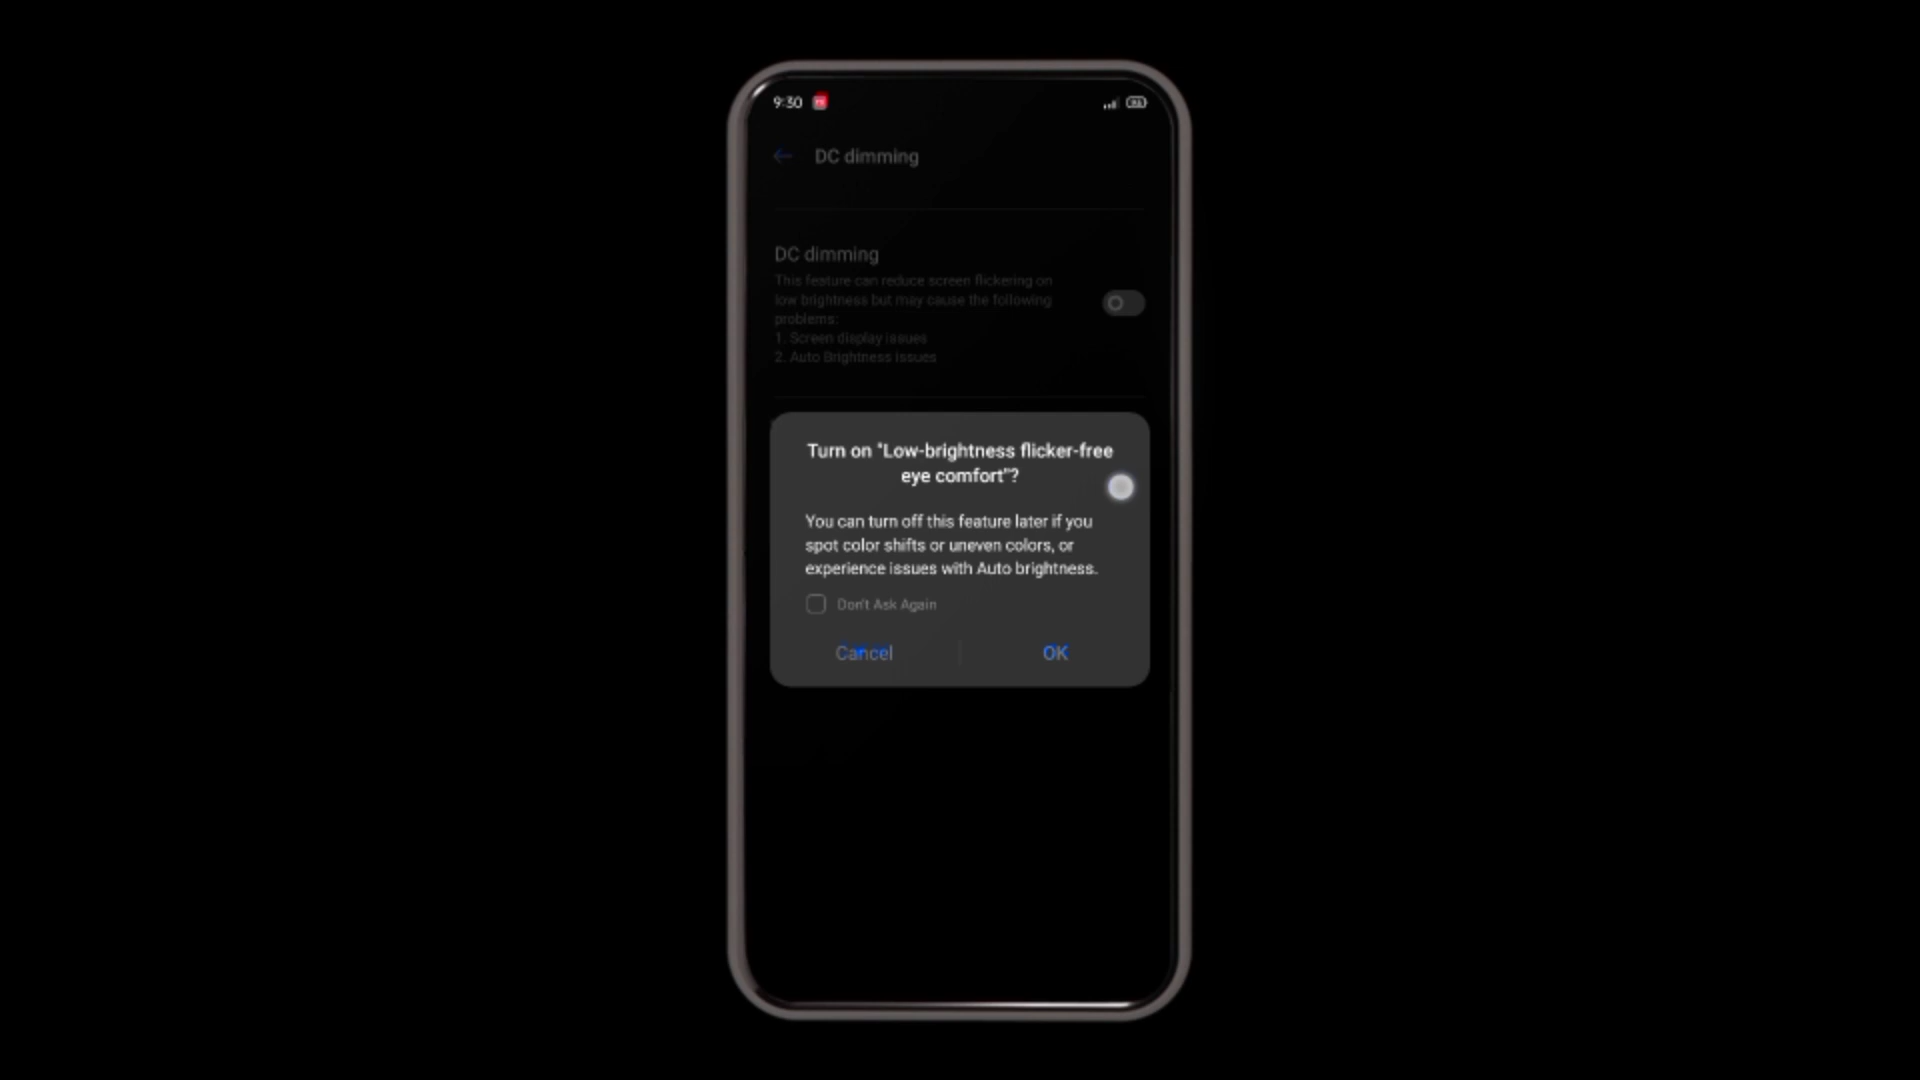 9:30
DC dimming
DC dimming
This feature can reduce screen flickering on
low brightness but may cause the following
problems:
1. Screen display issues
2. Auto Brightness issues
Turn on "Low-brightness flicker-free
eye comfort"?
You can turn off this feature later if you
spot color shifts or uneven colors, or
experience issues with Auto brightness.
Don't Ask Again
Cancel
OK